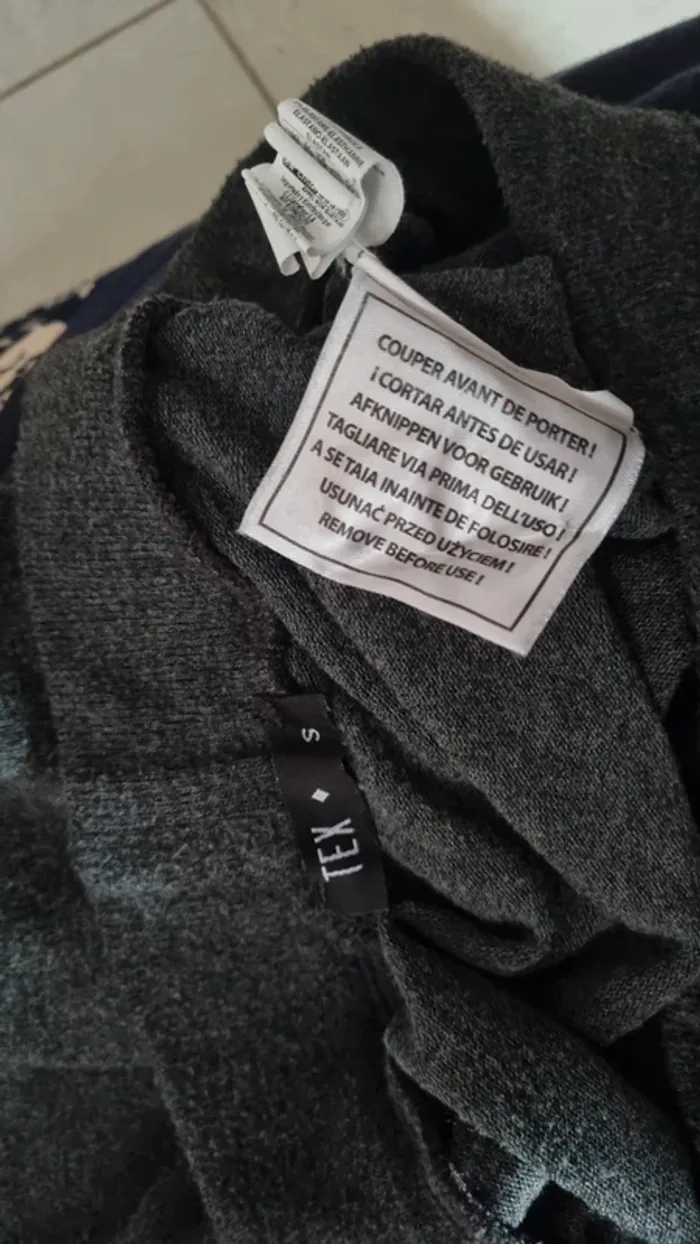 COUPER AVANT DE PORTER!
¡CORTAR ANTES DE USAR!
AFKNIPPEN VOOR GEBRUIK!
TAGLIARE VIA PRIMA DELL'USO!
A SE TAIA INAINTE DE FOLOSIRE!
USUNAĆ PRZED UŻYCIEM!
REMOVE BEFORE USE!
TEX S